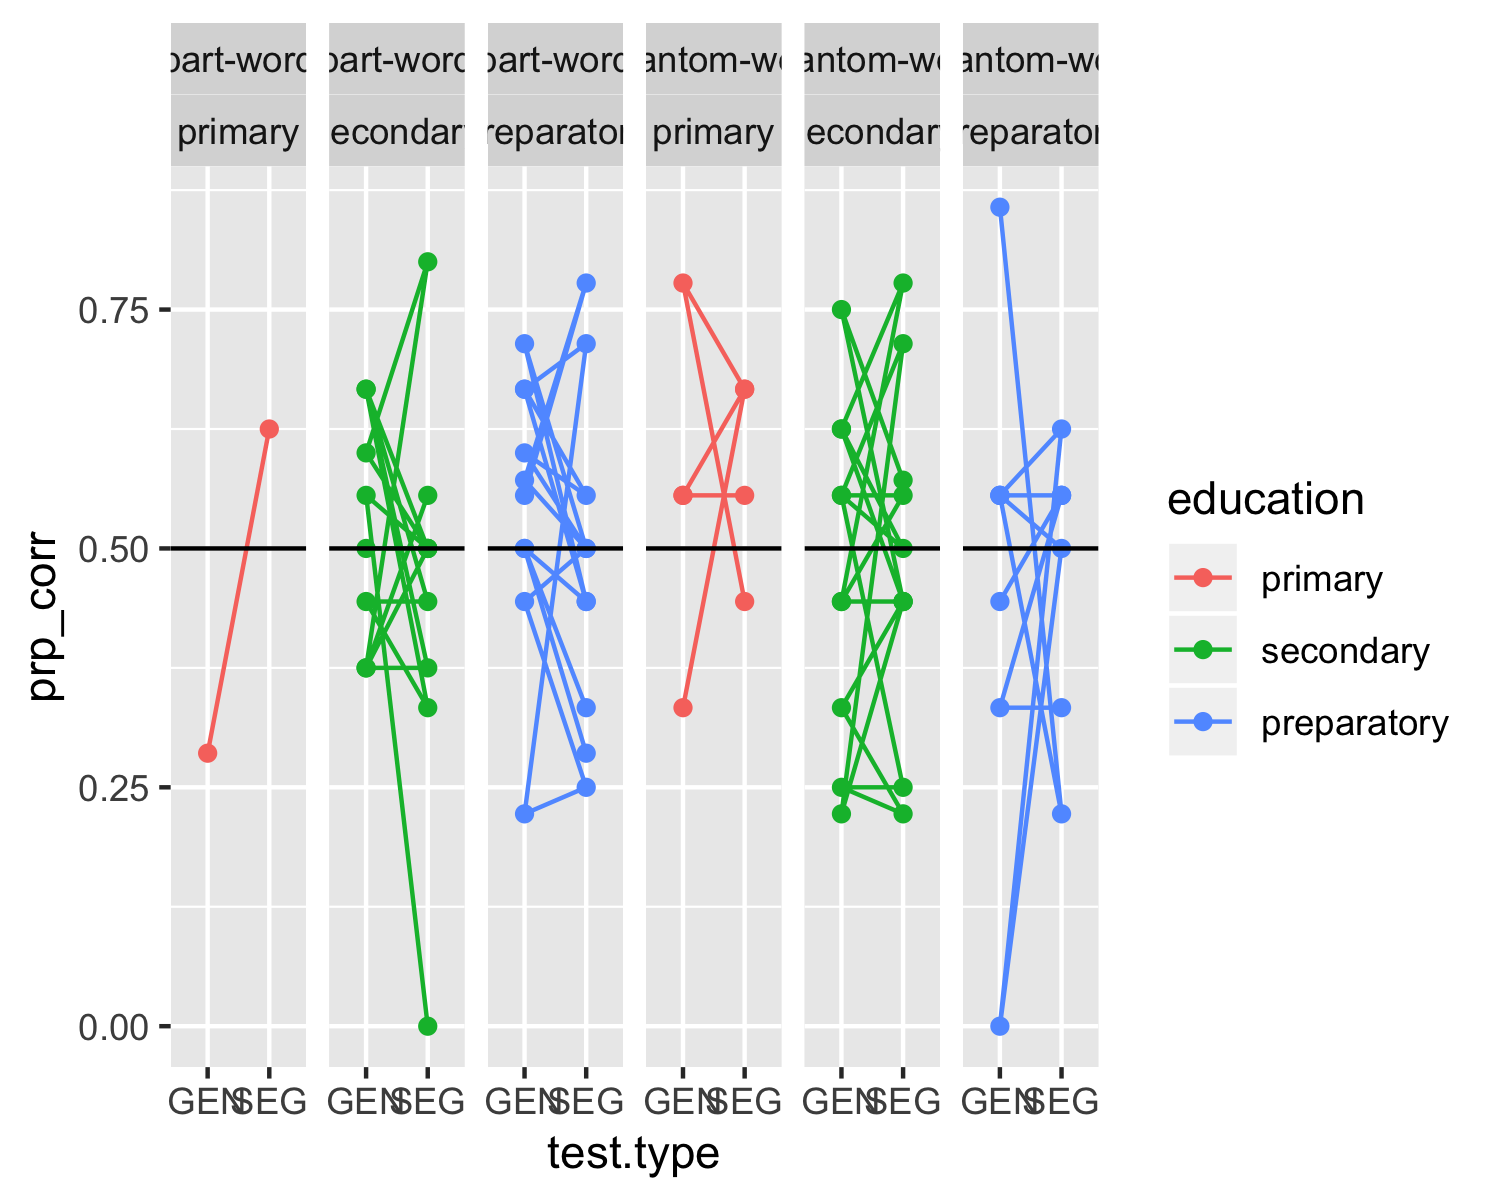 part-word part-word part-word antom-wo antom-wo antom-wo
primary econdary reparator primary econdary reparator
0.75
0.50
0.25
0.00
prp_corr
GEN SEG GEN SEG GEN SEG GEN SEG GEN SEG GEN SEG
test.type
education
primary
secondary
preparatory